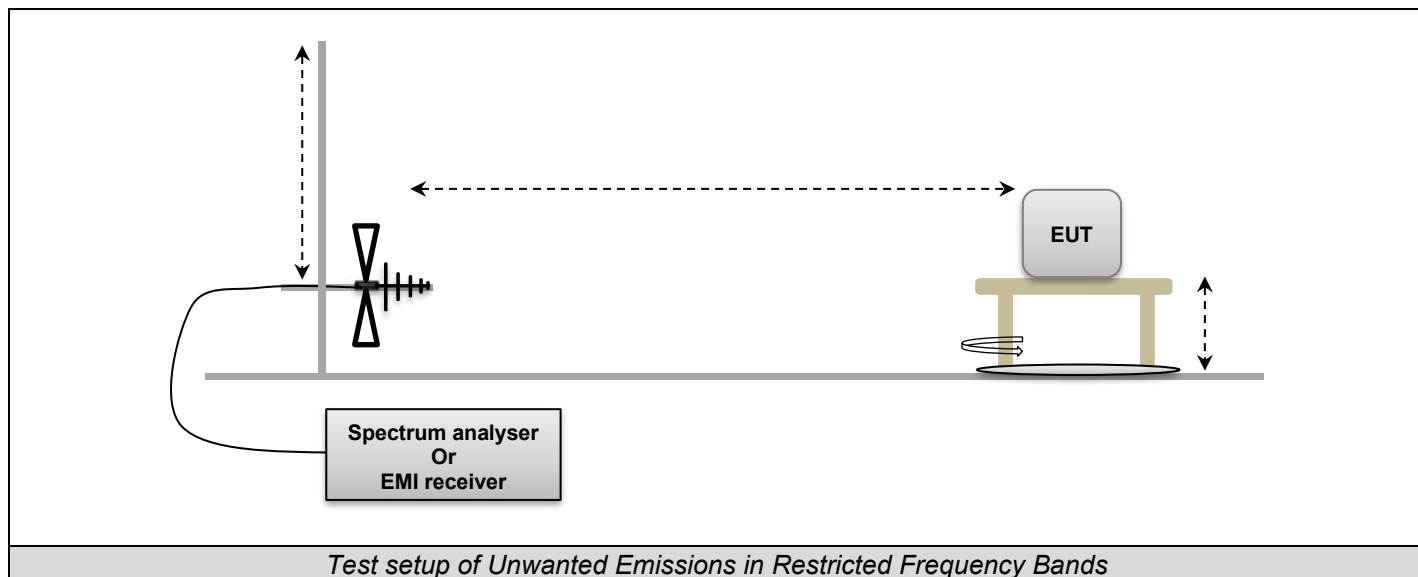 EUT
Spectrum analyser
Or
EMI receiver
Test setup of Unwanted Emissions in Restricted Frequency Bands